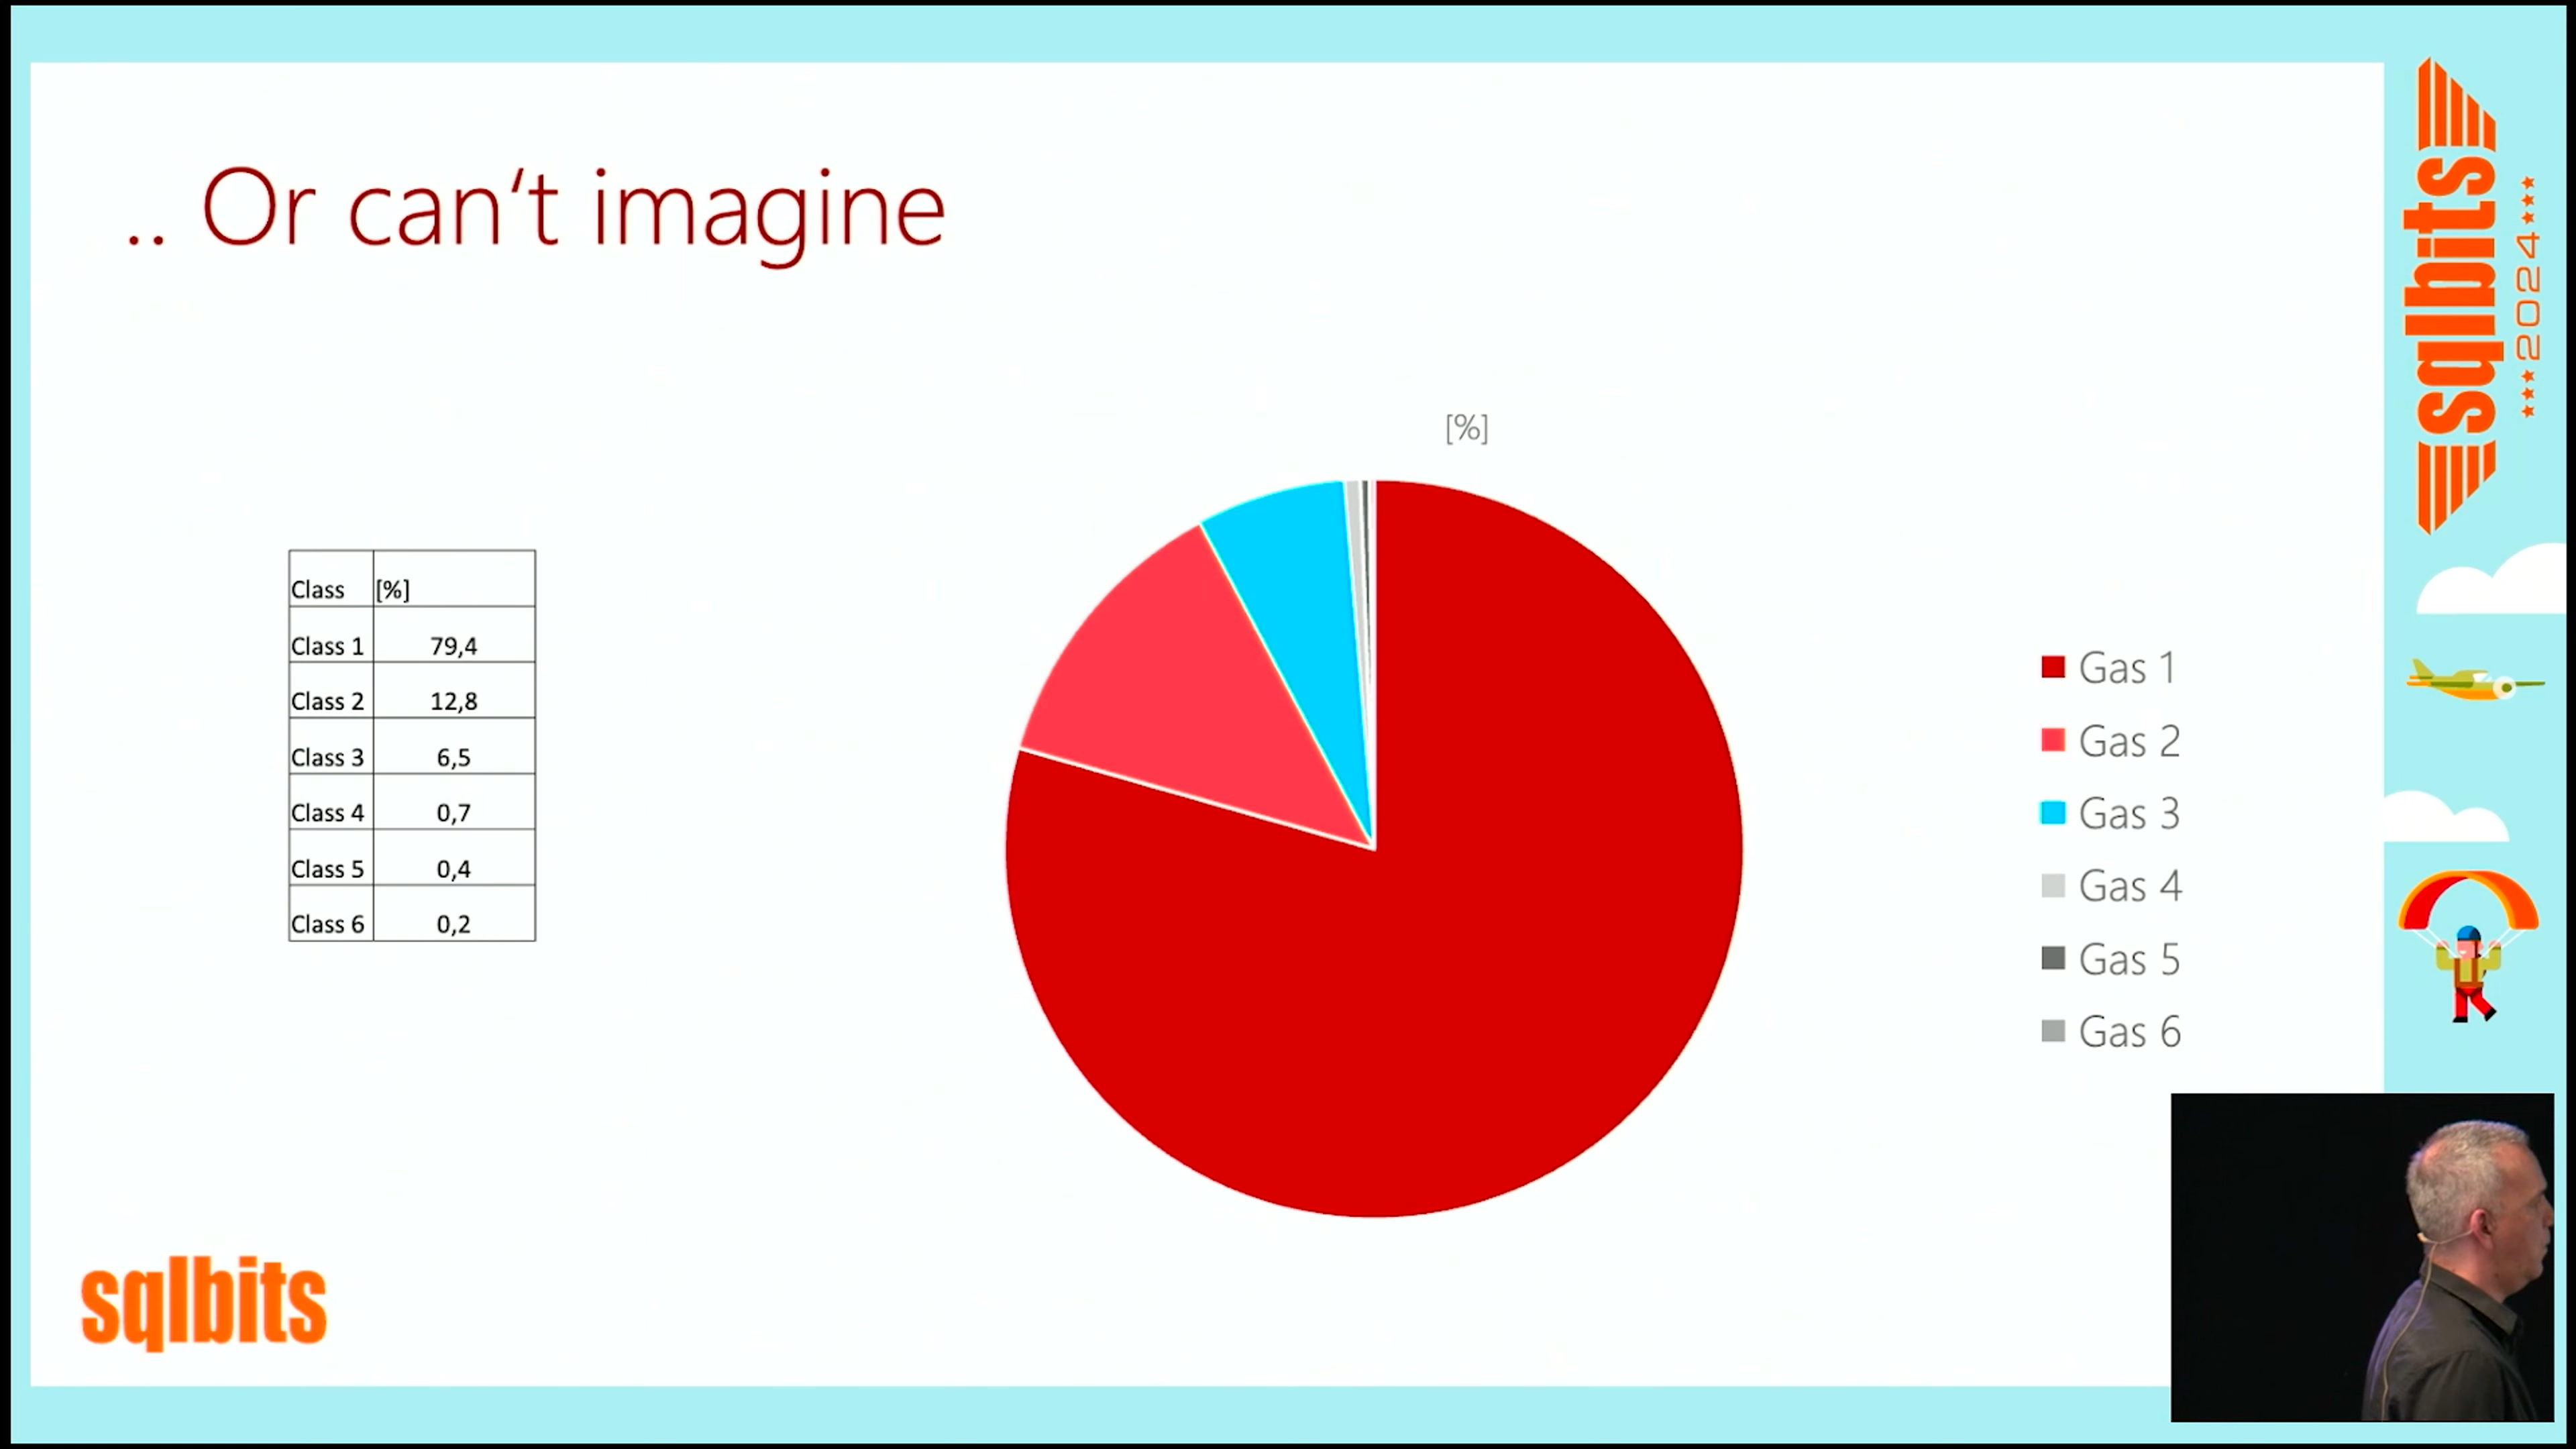 .. Or can‘t imagine
[%]
Class [%]
Class 1 79,4
Class 2 12,8
Class 3 6,5
Class 4 0,7
Class 5 0,4
Class 6 0,2
Gas 1
Gas 2
Gas 3
Gas 4
Gas 5
Gas 6
sqlbits
sqlbits
2024